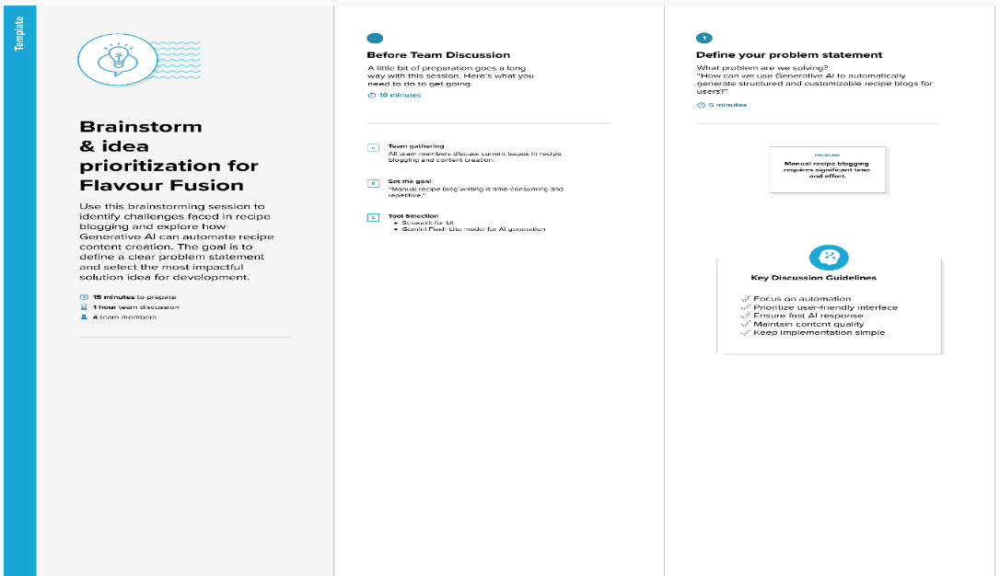 Template
Brainstorm
& idea
prioritization for
Flavour Fusion
Use this brainstorming session to
identify challenges faced in recipe
blogging and explore how
Generative AI can automate recipe
content creation. The goal is to
define a clear problem statement
and select the most impactful
solution idea for development.
15 minutes to prepare
1 hour team discussion
4 team members
Before Team Discussion
A little bit of preparation goes a long
way with this session. Here's what you
need to do to get going.
10 minutes
A
Team gathering
All team members discuss current issues in recipe
blogging and content creation.
B
Set the goal
"Manual recipe blog writing is time-consuming and
repetitive."
C
Tool Selection
• Streamlit for UI
• Gemini Flash Lite model for AI generation
1
Define your problem statement
What problem are we solving?
"How can we use Generative AI to automatically
generate structured and customizable recipe blogs for
users?"
5 minutes
PROBLEM
Manual recipe blogging
requires significant time
and effort.
Key Discussion Guidelines
Focus on automation
Prioritize user-friendly interface
Ensure fast AI response
Maintain content quality
Keep implementation simple